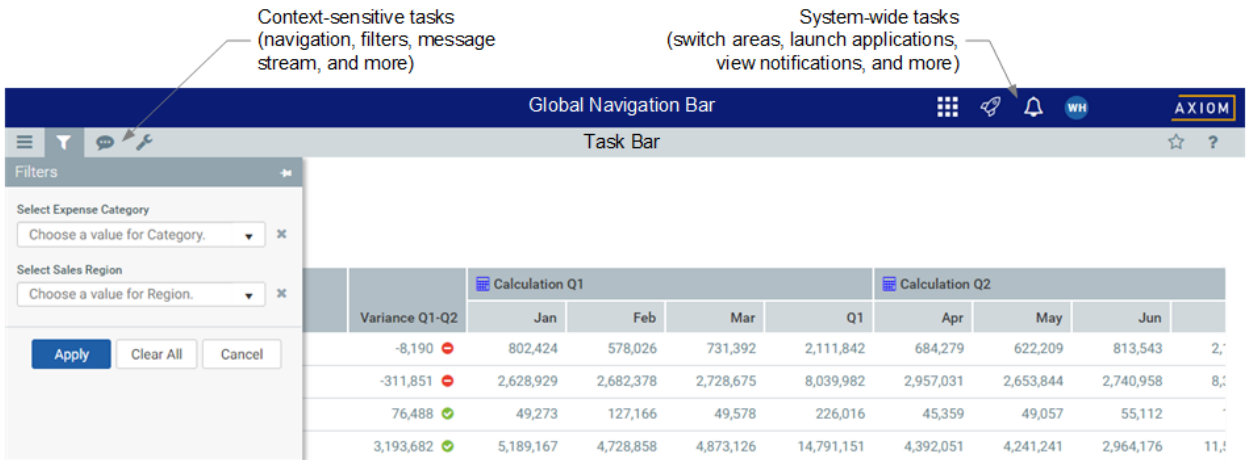 Context-sensitive tasks
(navigation, filters, message
stream, and more)
System-wide tasks
(switch areas, launch applications,
view notifications, and more)
Global Navigation Bar
WH
AXIOM
Task Bar
?
Filters
Select Expense Category
Choose a value for Category.
Select Sales Region
Choose a value for Region.
Apply Clear All Cancel
Calculation Q1 Calculation Q2
Variance Q1-Q2 Jan Feb Mar Q1 Apr May Jun
-8,190 802,424 578,026 731,392 2,111,842 684,279 622,209 813,543
-311,851 2,628,929 2,682,378 2,728,675 8,039,982 2,957,031 2,653,844 2,740,958
76,488 49,273 127,166 49,578 226,016 45,359 49,057 55,112
3,193,682 5,189,167 4,728,858 4,873,126 14,791,151 4,392,051 4,241,241 2,964,176